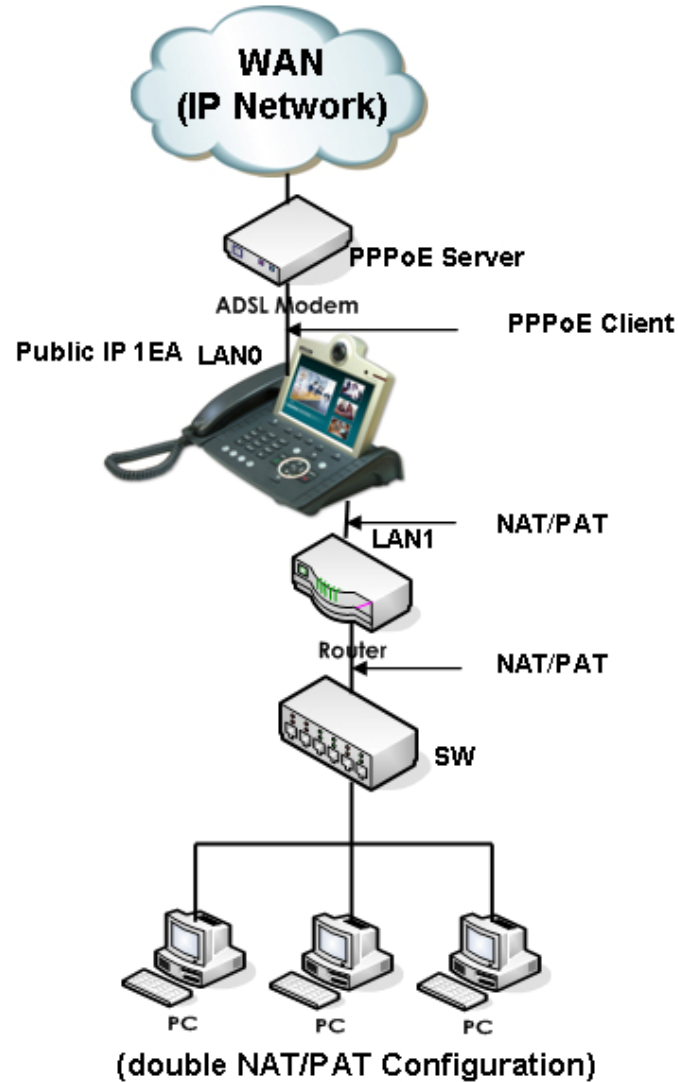 WAN
(IP Network)
PPPoE Server
ADSL Modem
PPPoE Client
Public IP 1EA LAN0
NAT/PAT
LAN1
Router
NAT/PAT
SW
PC PC PC
(double NAT/PAT Configuration)